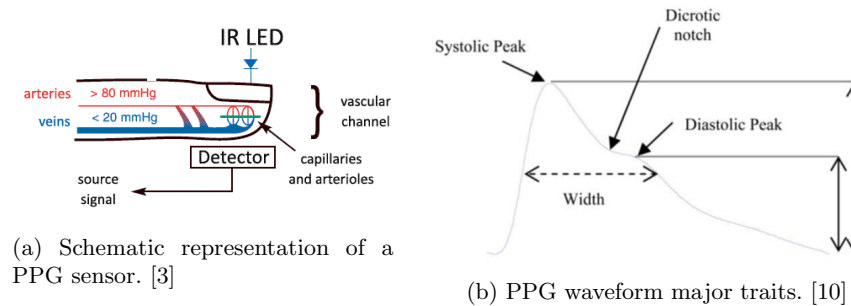 IR LED
arteries
> 80 mmHg
veins
< 20 mmHg
vascular
channel
Detector
capillaries
and arterioles
source
signal
(a) Schematic representation of a
PPG sensor. [3]
Systolic Peak
Dicrotic
notch
Diastolic Peak
Width
(b) PPG waveform major traits. [10]